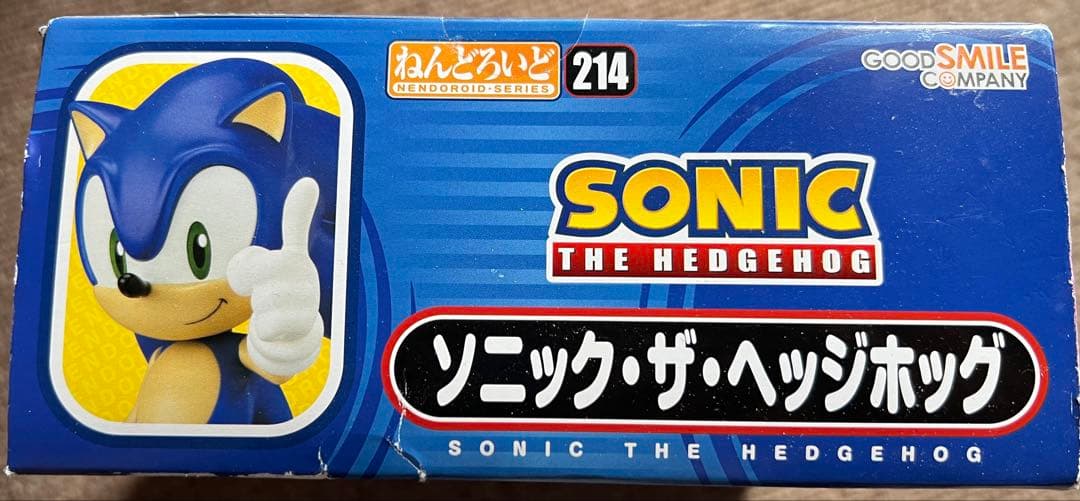 ねんどろいど
NENDOROID·SERIES
214
GOOD SMILE
COMPANY
SONIC
THE HEDGEHOG
ソニック・ザ・ヘッジホッグ
SONIC THE HEDGEHOG